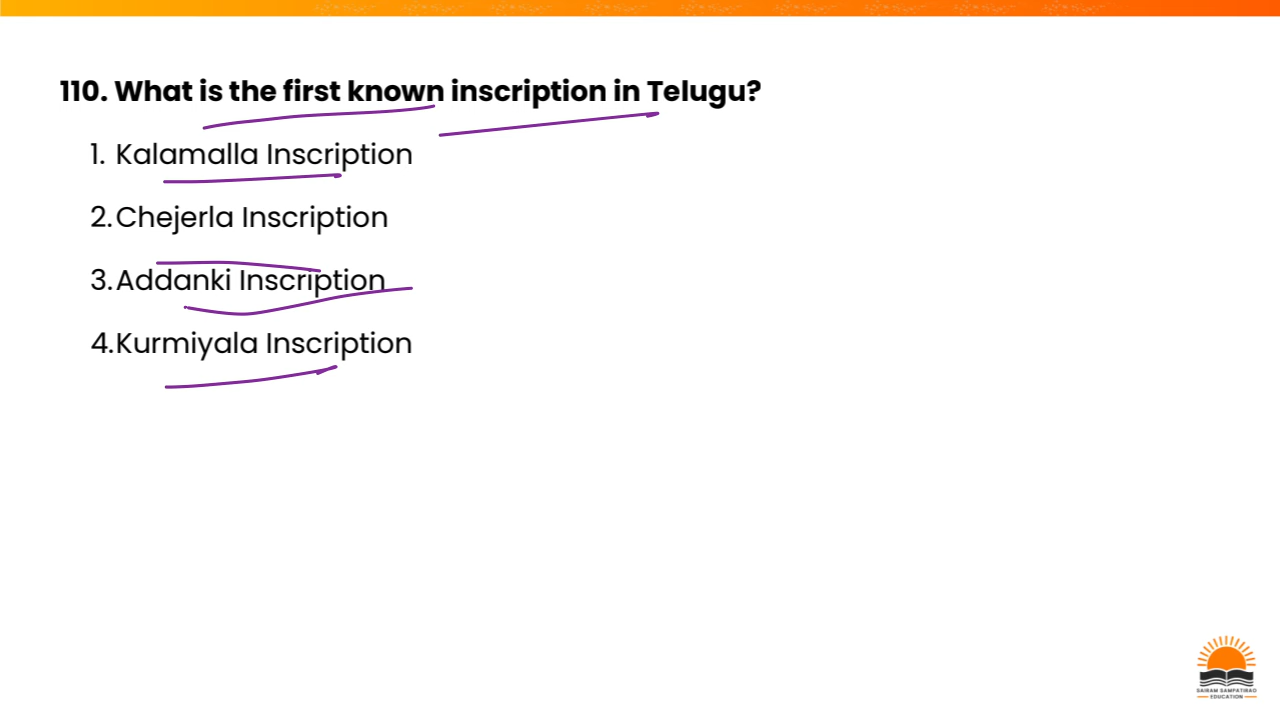 110. What is the first known inscription in Telugu?
1. Kalamalla Inscription
2. Chejerla Inscription
3. Addanki Inscription
4. Kurmiyala Inscription
SAIRAM SAMPATIRAO
EDUCATION